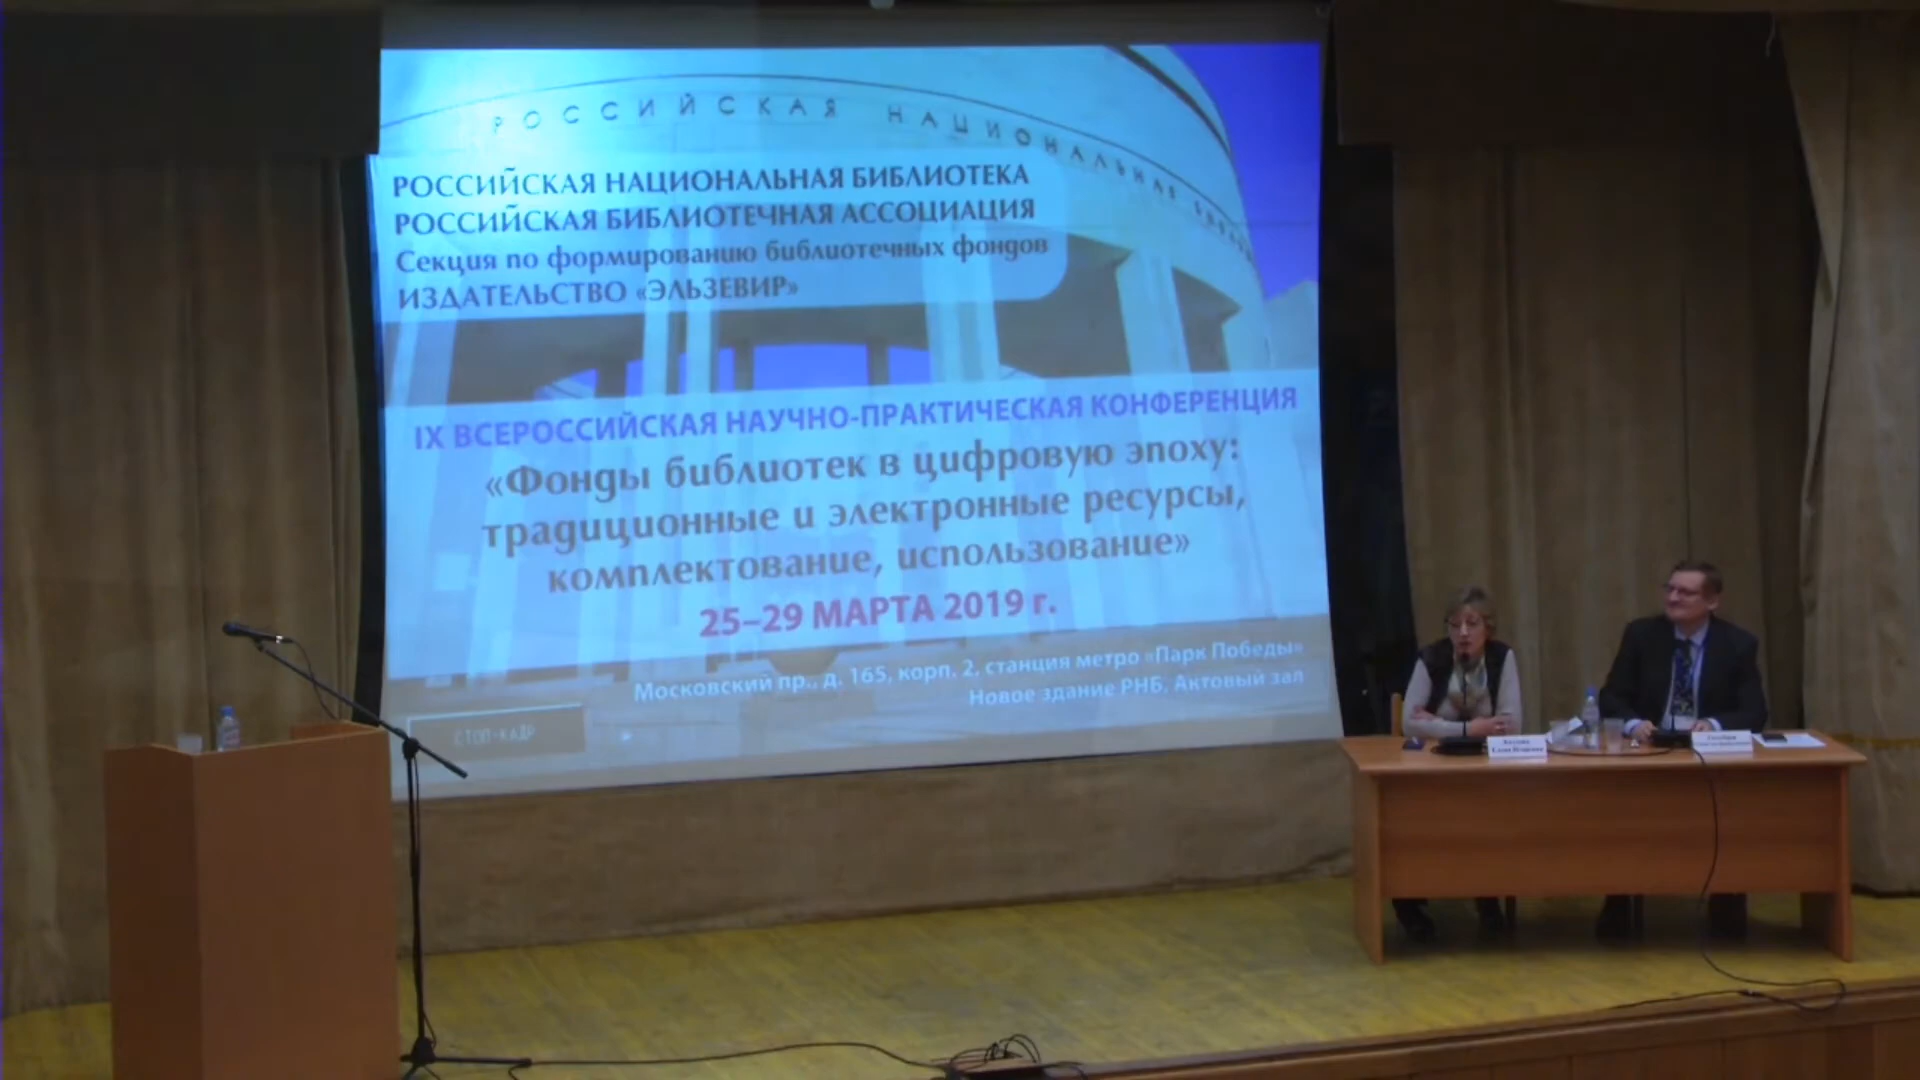 РОССИЙСКАЯ НАЦИОНАЛЬНАЯ
РОССИЙСКАЯ НАЦИОНАЛЬНАЯ БИБЛИОТЕКА
РОССИЙСКАЯ БИБЛИОТЕЧНАЯ АССОЦИАЦИЯ
Секция по формированию библиотечных фондов
ИЗДАТЕЛЬСТВО «ЭЛЬЗЕВИР»
IX ВСЕРОССИЙСКАЯ НАУЧНО-ПРАКТИЧЕСКАЯ КОНФЕРЕНЦИЯ
«Фонды библиотек в цифровую эпоху:
традиционные и электронные ресурсы,
комплектование, использование»
25–29 МАРТА 2019 г.
Московский пр., д. 165, корп. 2, станция метро «Парк Победы»
Новое здание РНБ, Актовый зал
СТОП-КАДР